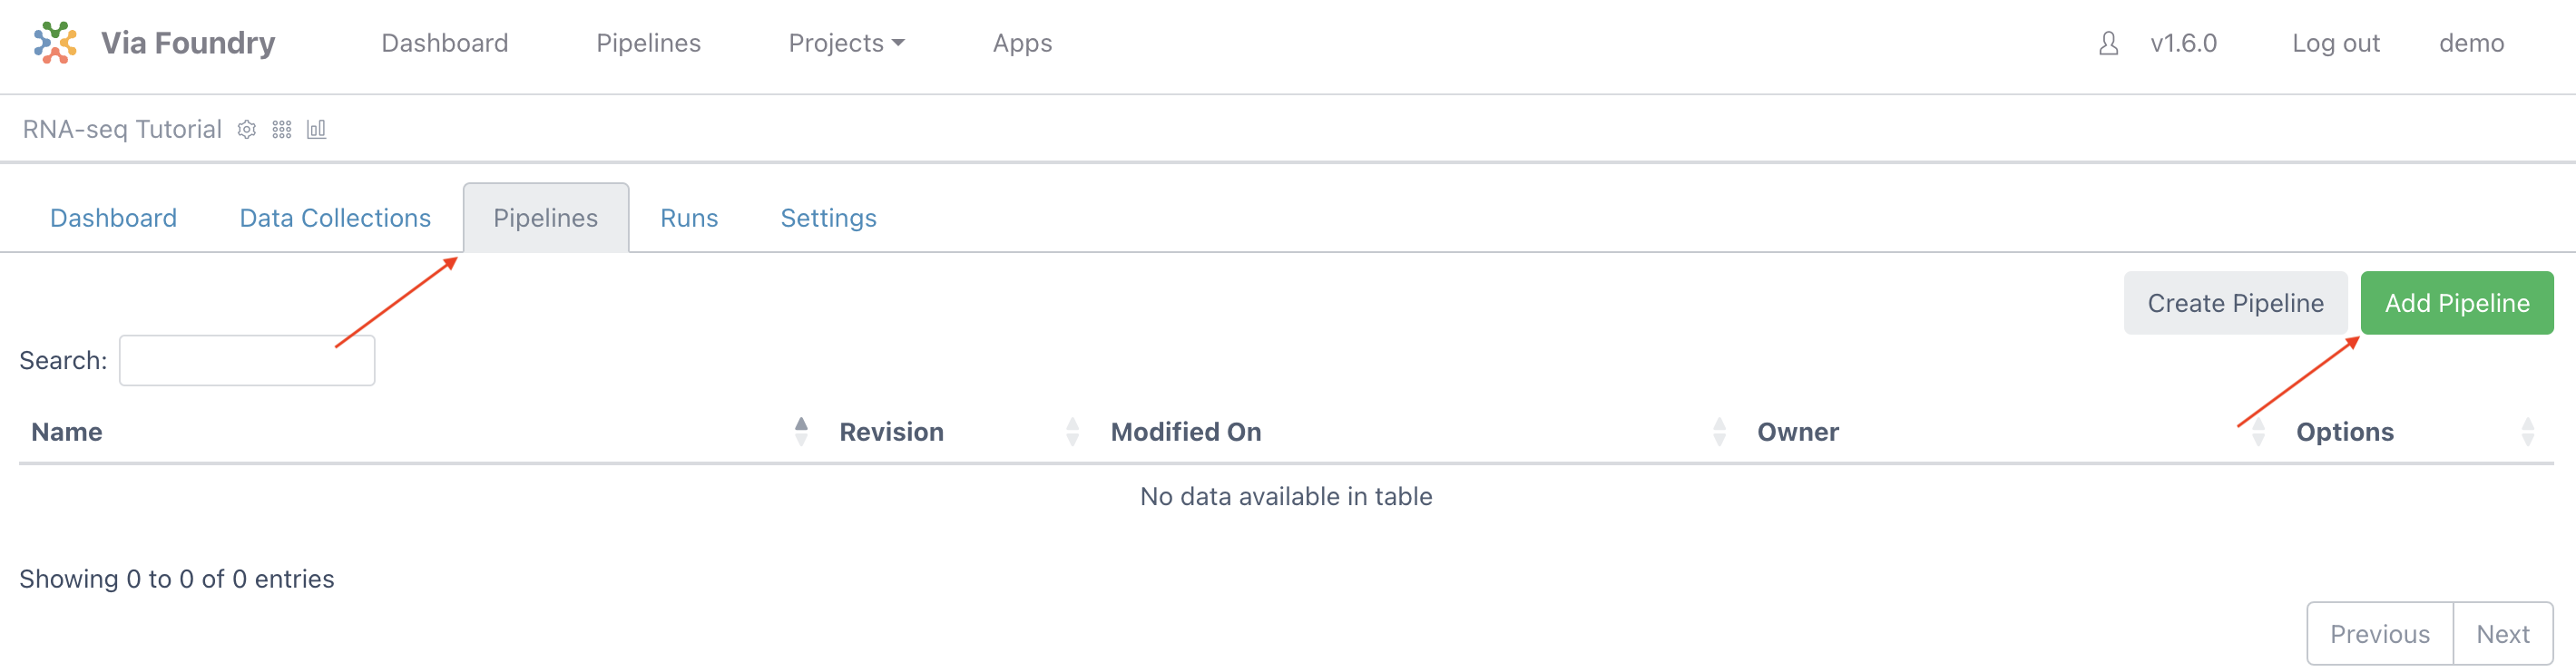 Via Foundry Dashboard Pipelines Projects Apps v1.6.0 Log out demo
RNA-seq Tutorial
Dashboard Data Collections Pipelines Runs Settings
Create Pipeline Add Pipeline
Search:
Name Revision Modified On Owner Options
No data available in table
Showing 0 to 0 of 0 entries
Previous Next